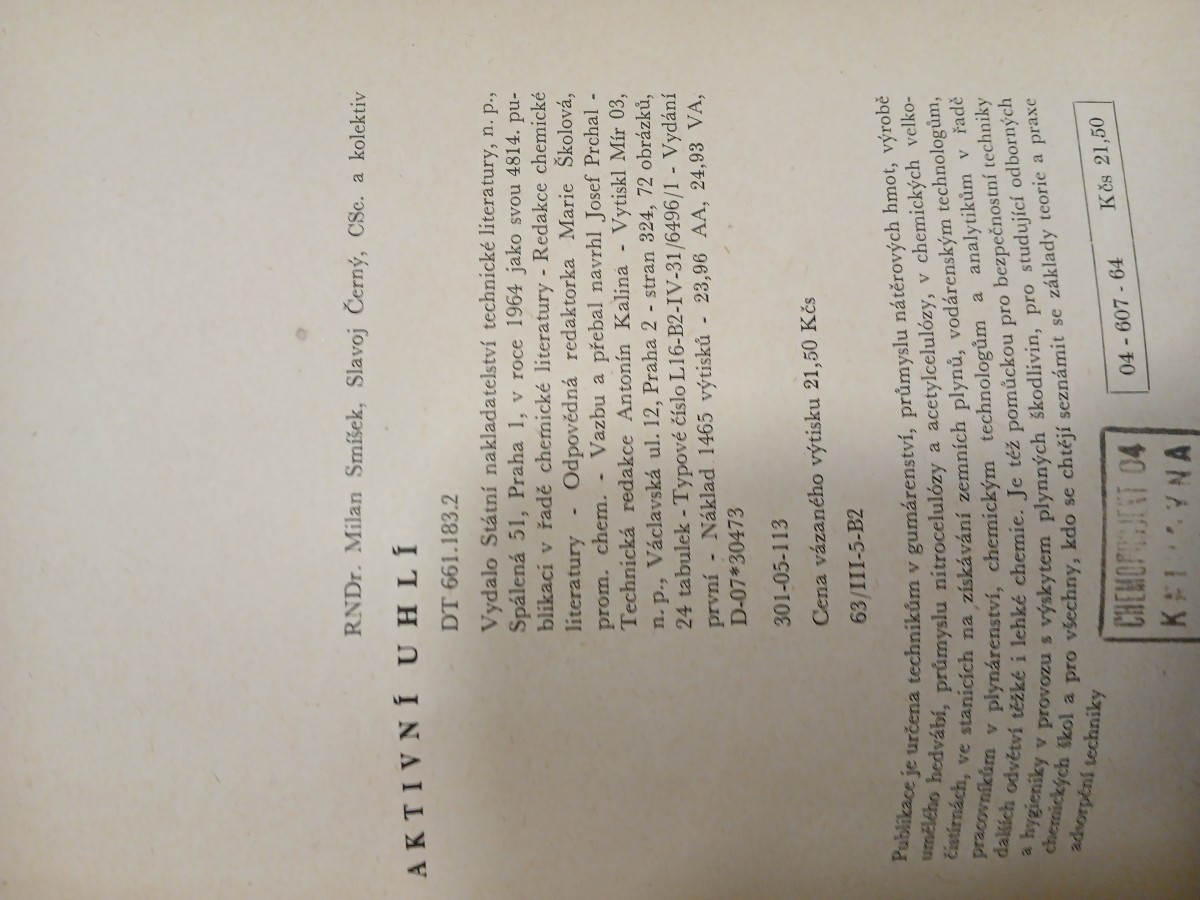 RNDr. Milan Smíšek, Slavoj Černý, CSc. a kolektiv
AKTIVNÍ UHLÍ
DT 661.183.2
Vydalo Státní nakladatelství technické literatury, n. p.,
Spálená 51, Praha 1, v roce 1964 jako svou 4814. pu-
blikaci v řadě chemické literatury - Redakce chemické
literatury - Odpovědná redaktorka Marie Školová,
prom. chem. - Vazbu a přebal navrhl Josef Prchal -
Technická redakce Antonín Kalina - Vytiskl Mír 03,
n. p., Václavská ul. 12, Praha 2 - stran 324, 72 obrázků,
24 tabulek - Typové číslo L16-B2-IV-31/6496/1 - Vydání
první - Náklad 1465 výtisků - 23,96 AA, 24,93 VA,
D-07*30473
301-05-113
Cena vázaného výtisku 21,50 Kčs
63/III-5-B2
Publikace je určena technikům v gumárenství, průmyslu nátěrových hmot, výrobě
umělého hedvábí, průmyslu nitrocelulózy a acetylcelulózy, v chemických velko-
čistírnách, ve stanicích na získávání zemních plynů, vodárenským technologům,
pracovníkům v plynárenství, chemickým technologům a analytikům v řadě
dalších odvětví těžké i lehké chemie. Je též pomůckou pro bezpečnostní techniky
a hygieniky v provozu s výskytem plynných škodlivin, pro studující odborných
chemických škol a pro všechny, kdo se chtějí seznámit se základy teorie a praxe
adsorpční techniky
04 - 607 - 64 Kčs 21,50
04